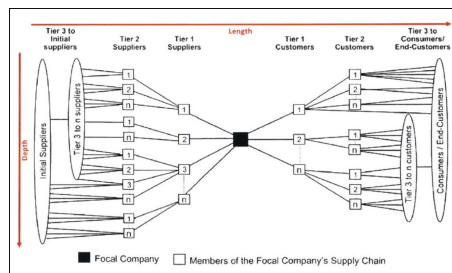 Length
Tier 3 to
Initial
suppliers
Tier 2
Suppliers
Tier 1
Suppliers
Tier 1
Customers
Tier 2
Customers
Tier 3 to
Consumers/
End-Customers
Depth
Initial Suppliers
Tier 3 to n suppliers
1
2
n
1
n
1
2
3
n
1
n
1
2
3
n
1
2
n
1
2
n
1
n
1
2
n
Tier 3 to n customers
Consumers / End-Customers
Focal Company
Members of the Focal Company's Supply Chain